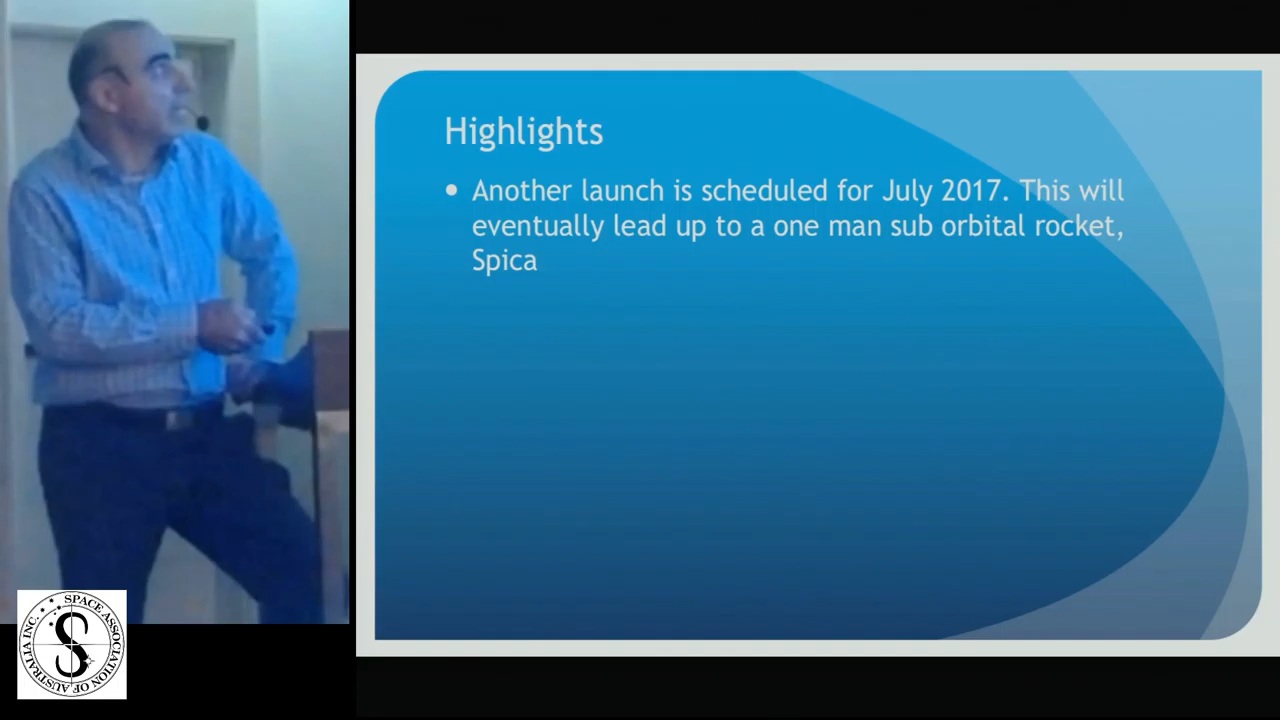 Highlights
Another launch is scheduled for July 2017. This will
eventually lead up to a one man sub orbital rocket,
Spica
SPACE ASSOCIATION OF AUSTRALIA INC.
S